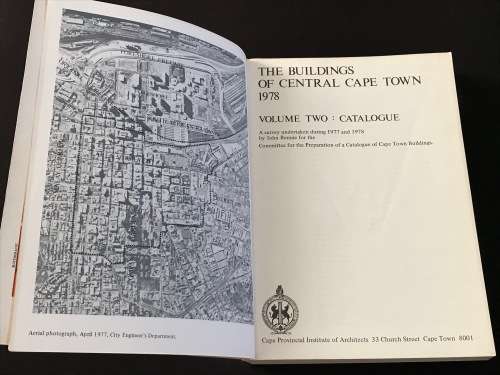 Aerial photograph, April 1977, City Engineer's Department.
THE BUILDINGS
OF CENTRAL CAPE TOWN
1978
VOLUME TWO : CATALOGUE
A survey undertaken during 1977 and 1978
by John Rennie for the
Committee for the Preparation of a Catalogue of Cape Town Buildings.
Cape Provincial Institute of Architects 33 Church Street Cape Town 8001